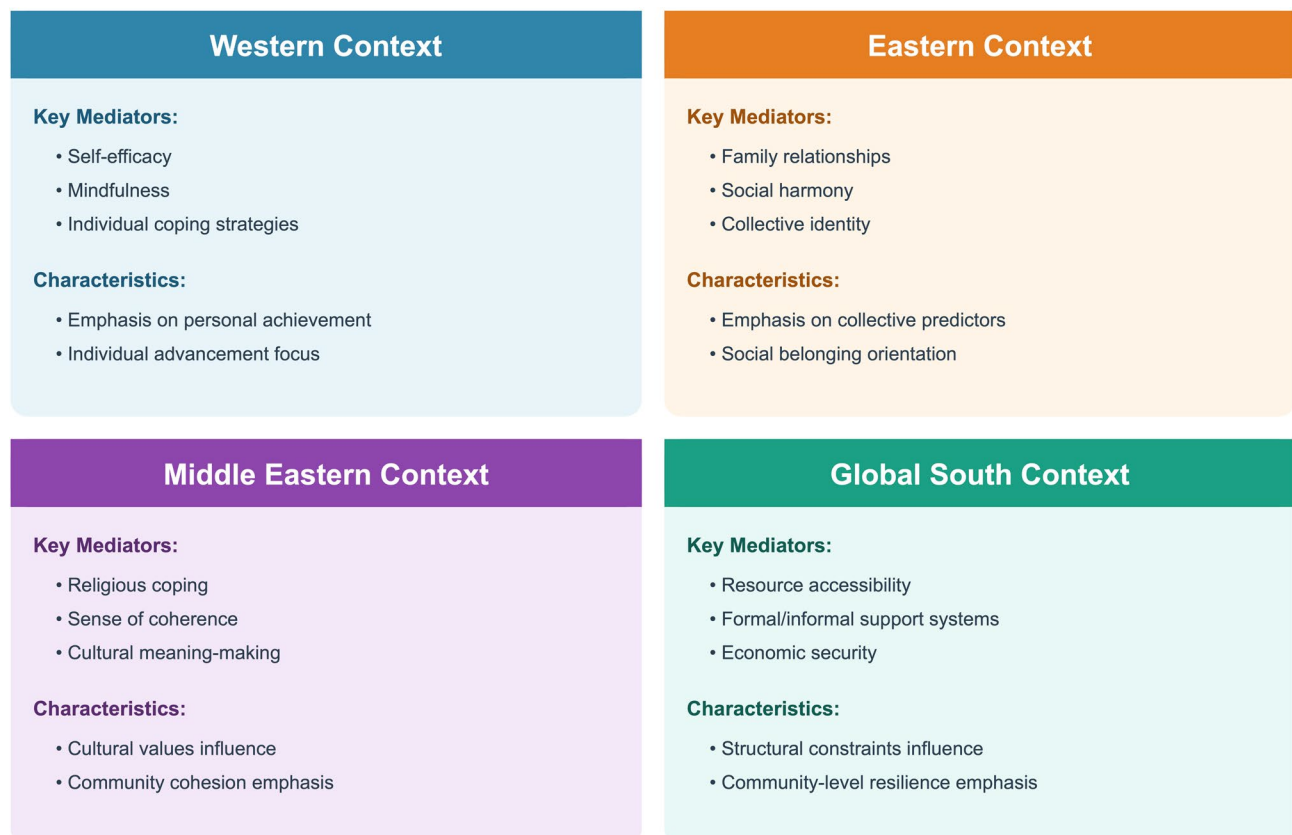 Western Context
Key Mediators:
• Self-efficacy
• Mindfulness
• Individual coping strategies
Characteristics:
• Emphasis on personal achievement
• Individual advancement focus
Eastern Context
Key Mediators:
• Family relationships
• Social harmony
• Collective identity
Characteristics:
• Emphasis on collective predictors
• Social belonging orientation
Middle Eastern Context
Key Mediators:
• Religious coping
• Sense of coherence
• Cultural meaning-making
Characteristics:
• Cultural values influence
• Community cohesion emphasis
Global South Context
Key Mediators:
• Resource accessibility
• Formal/informal support systems
• Economic security
Characteristics:
• Structural constraints influence
• Community-level resilience emphasis